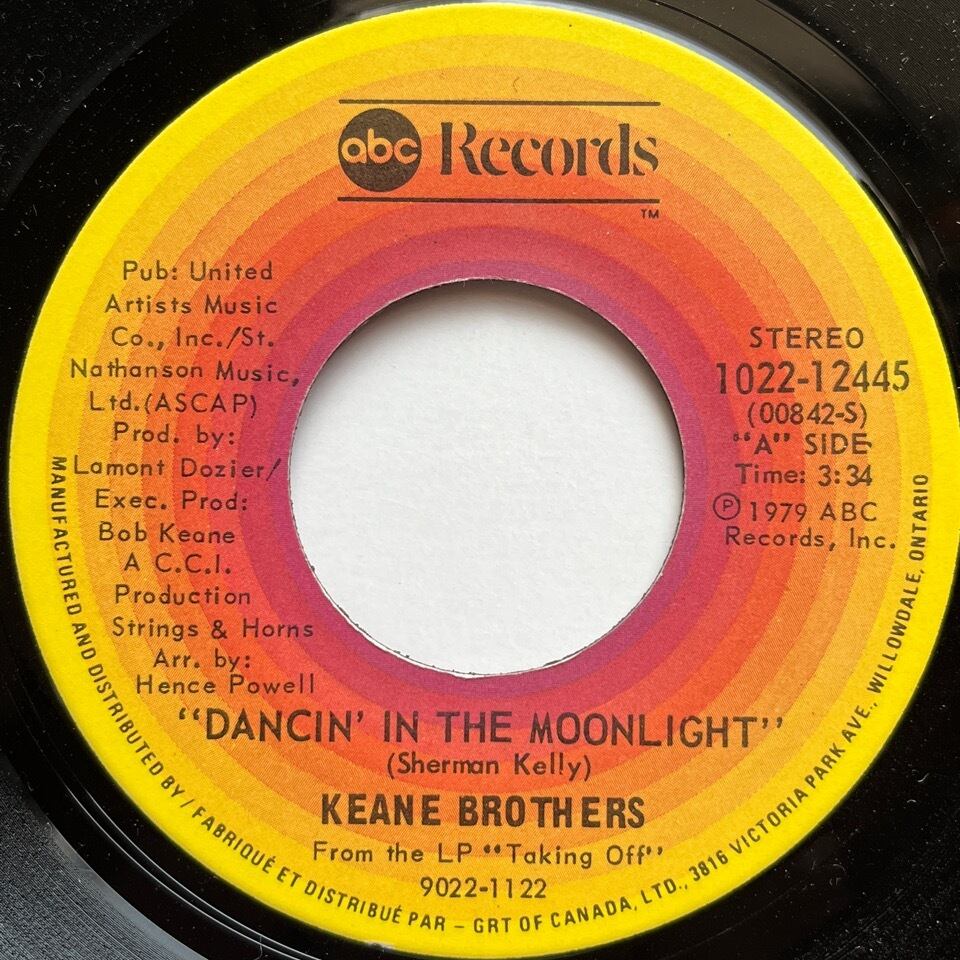 abc Records
TM
Pub: United
Artists Music
Co., Inc./St.
Nathanson Music,
Ltd.(ASCAP)
Prod. by:
Lamont Dozier/
Exec. Prod:
Bob Keane
A C.C.I.
Production
Strings & Horns
Arr. by:
Hence Powell
STEREO
1022-12445
(00842-S)
"A" SIDE
Time: 3:34
Ⓟ 1979 ABC
Records, Inc.
"DANCIN' IN THE MOONLIGHT"
(Sherman Kelly)
KEANE BROTHERS
From the LP "Taking Off"
9022-1122
MANUFACTURED AND DISTRIBUTED BY / FABRIQUÉ ET DISTRIBUÉ PAR – GRT OF CANADA, LTD., 3816 VICTORIA PARK AVE., WILLOWDALE, ONTARIO